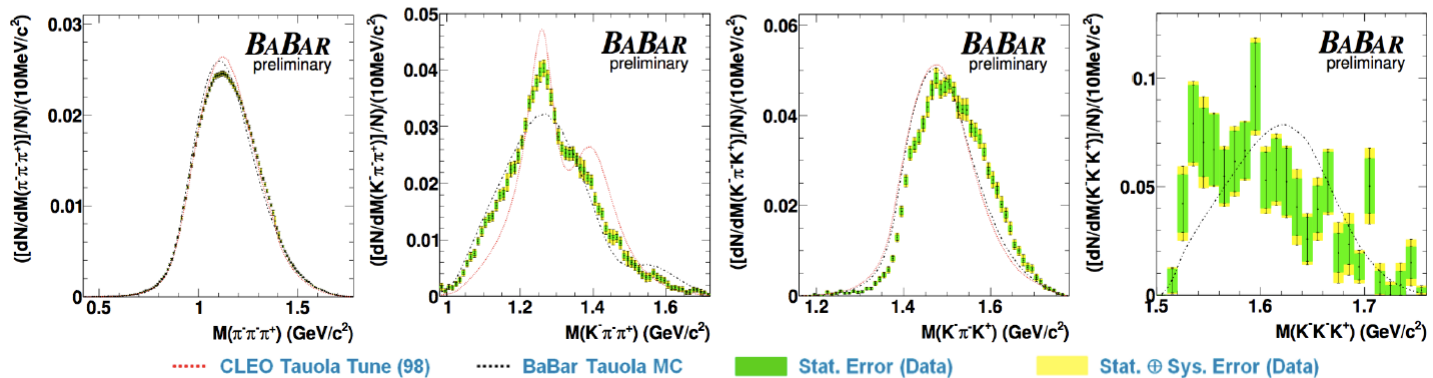 ([dN/dM(π⁻π⁻π⁺)]/N)/(10MeV/c²)
0.03
0.02
0.01
0
0.5
1
1.5
M(π⁻π⁻π⁺) (GeV/c²)
BABAR
preliminary
([dN/dM(K⁻π⁻π⁺)]/N)/(10MeV/c²)
0.05
0.04
0.03
0.02
0.01
0
1
1.2
1.4
1.6
M(K⁻π⁻π⁺) (GeV/c²)
BABAR
preliminary
([dN/dM(K⁻π⁻K⁺)]/N)/(10MeV/c²)
0.06
0.04
0.02
0.00
1.2
1.4
1.6
M(K⁻π⁻K⁺) (GeV/c²)
BABAR
preliminary
([dN/dM(K⁻K⁻K⁺)]/N)/(10MeV/c²)
0.1
0.05
0
1.5
1.6
1.7
M(K⁻K⁻K⁺) (GeV/c²)
BABAR
preliminary
CLEO Tauola Tune (98)
BaBar Tauola MC
Stat. Error (Data)
Stat. ⊕ Sys. Error (Data)